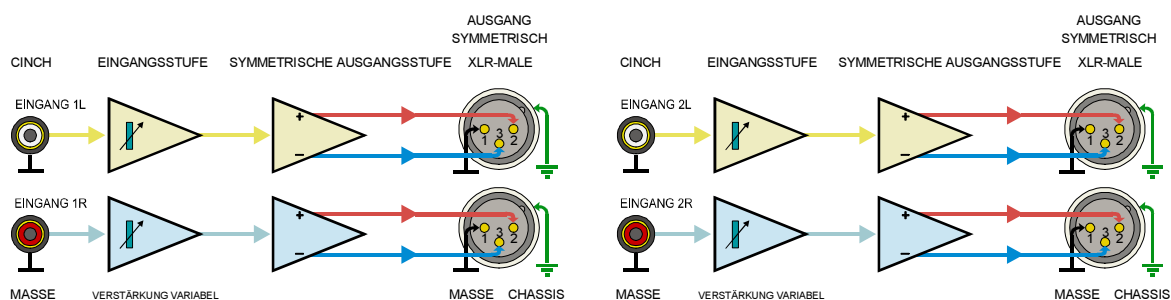 AUSGANG
SYMMETRISCH
CINCH EINGANGSSTUFE SYMMETRISCHE AUSGANGSSTUFE XLR-MALE
EINGANG 1L
+
−
1 3 2
EINGANG 1R
+
−
1 3 2
MASSE VERSTÄRKUNG VARIABEL MASSE CHASSIS
AUSGANG
SYMMETRISCH
CINCH EINGANGSSTUFE SYMMETRISCHE AUSGANGSSTUFE XLR-MALE
EINGANG 2L
+
−
1 3 2
EINGANG 2R
+
−
1 3 2
MASSE VERSTÄRKUNG VARIABEL MASSE CHASSIS